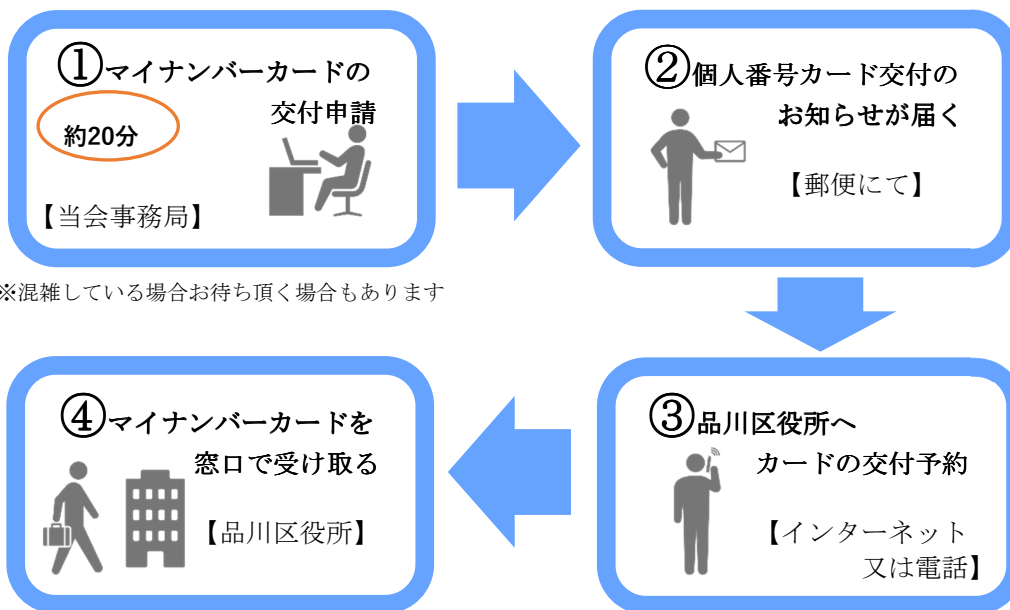 ①マイナンバーカードの
交付申請
約20分
【当会事務局】
※混雑している場合お待ち頂く場合もあります
②個人番号カード交付の
お知らせが届く
【郵便にて】
③品川区役所へ
カードの交付予約
【インターネット
又は電話】
④マイナンバーカードを
窓口で受け取る
【品川区役所】